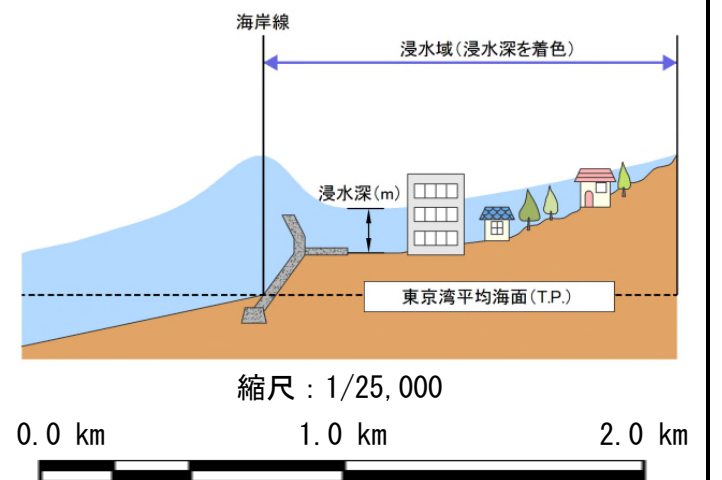 海岸線
浸水域（浸水深を着色）
浸水深（m）
東京湾平均海面（T.P.）
縮尺：1/25,000
0.0 km 1.0 km 2.0 km